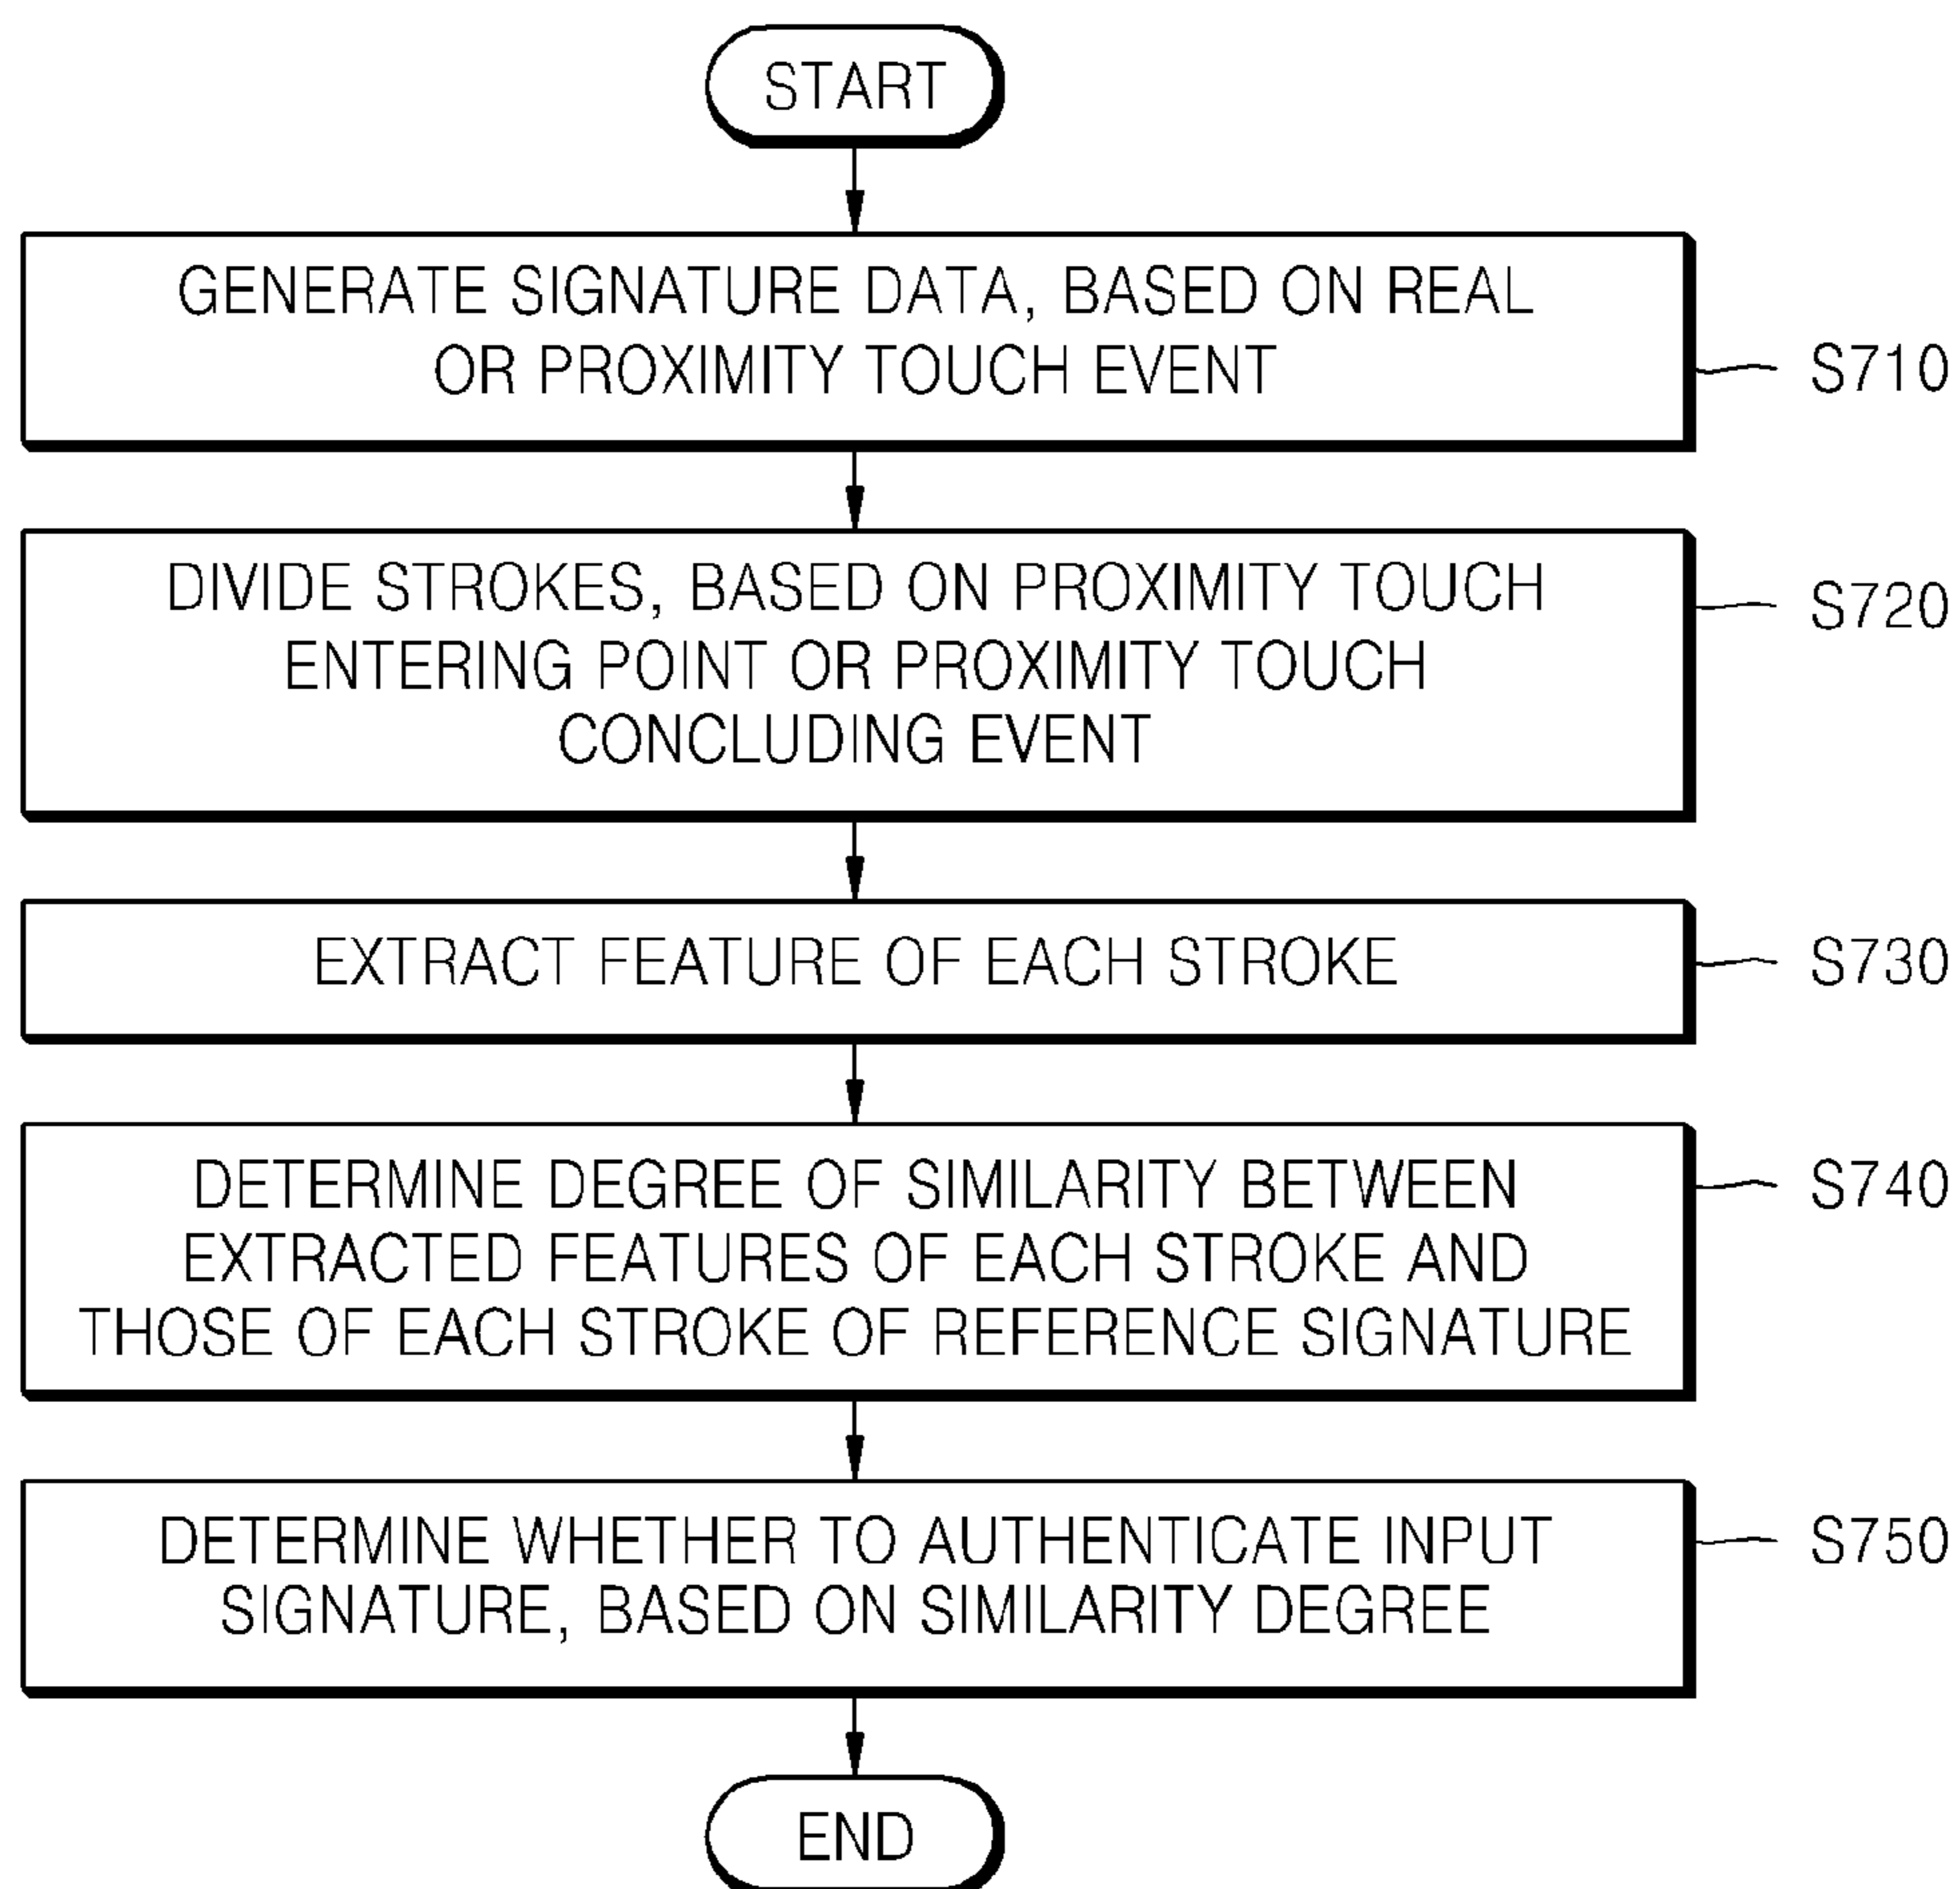 START
GENERATE SIGNATURE DATA, BASED ON REAL
OR PROXIMITY TOUCH EVENT
S710
DIVIDE STROKES, BASED ON PROXIMITY TOUCH
S720
ENTERING POINT OR PROXIMITY TOUCH
CONCLUDING EVENT
EXTRACT FEATURE OF EACH STROKE
S730
DETERMINE DEGREE OF SIMILARITY BETWEEN
S740
EXTRACTED FEATURES OF EACH STROKE AND
THOSE OF EACH STROKE OF REFERENCE SIGNATURE
DETERMINE WHETHER TO AUTHENTICATE INPUT
S750
SIGNATURE, BASED ON SIMILARITY DEGREE
END